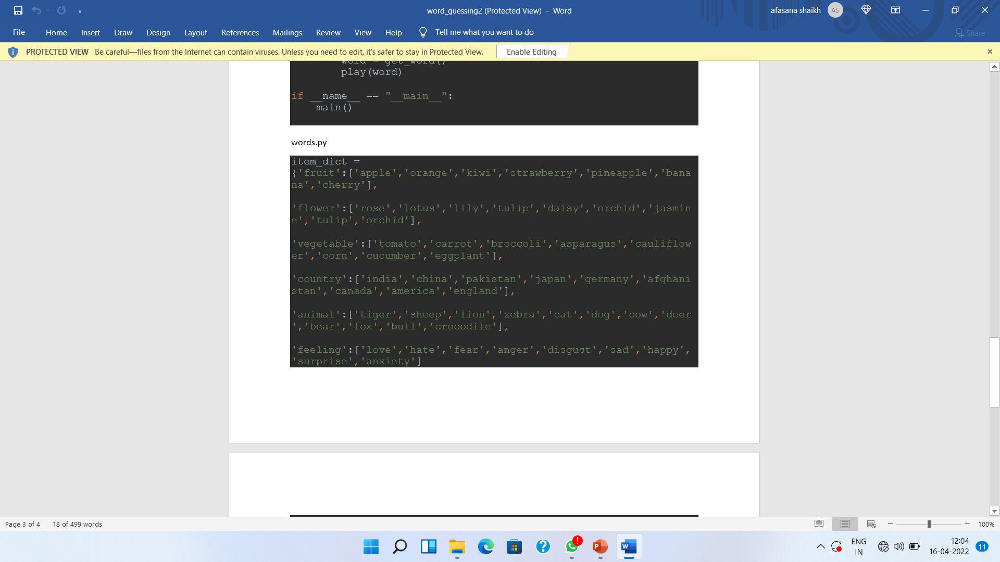 word_guessing2 (Protected View) - Word
afasana shaikh AS
File Home Insert Draw Design Layout References Mailings Review View Help Tell me what you want to do Share
PROTECTED VIEW Be careful—files from the Internet can contain viruses. Unless you need to edit, it's safer to stay in Protected View. Enable Editing
word = get_word()
play(word)
if __name__ == "__main__":
main()
words.py
item_dict =
{'fruit':['apple','orange','kiwi','strawberry','pineapple','bana
na','cherry'],
'flower':['rose','lotus','lily','tulip','daisy','orchid','jasmin
e','tulip','orchid'],
'vegetable':['tomato','carrot','broccoli','asparagus','cauliflow
er','corn','cucumber','eggplant'],
'country':['india','china','pakistan','japan','germany','afghani
stan','canada','america','england'],
'animal':['tiger','sheep','lion','zebra','cat','dog','cow','deer
','bear','fox','bull','crocodile'],
'feeling':['love','hate','fear','anger','disgust','sad','happy',
'surprise','anxiety']
Page 3 of 4 18 of 499 words 100%
ENG 12:04
IN 16-04-2022 11